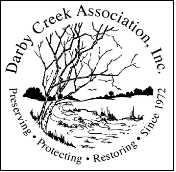 Darby Creek Association, Inc.
Preserving • Protecting • Restoring • Since 1972